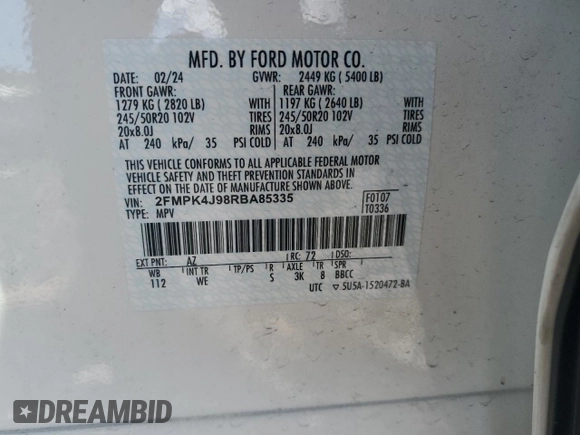 MFD. BY FORD MOTOR CO.
DATE: 02/24 GVWR: 2449 KG ( 5400 LB)
FRONT GAWR: REAR GAWR:
1279 KG ( 2820 LB) WITH 1197 KG ( 2640 LB) WITH
245/50R20 102V TIRES 245/50R20 102V TIRES
20x8.0J RIMS 20x8.0J RIMS
AT 240 kPa/ 35 PSI COLD AT 240 kPa/ 35 PSI COLD
THIS VEHICLE CONFORMS TO ALL APPLICABLE FEDERAL MOTOR
VEHICLE SAFETY AND THEFT PREVENTION STANDARDS IN
EFFECT ON THE DATE OF MANUFACTURE SHOWN ABOVE.
VIN: 2FMPK4J98RBA85335 F0107
TYPE: MPV T0336
EXT PNT: AZ RC: 72 DSO:
WB INT TR TP/PS R AXLE TR SPR
112 WE S 3K 8 BBCC
UTC 5U5A-1520472-BA
DREAMBID